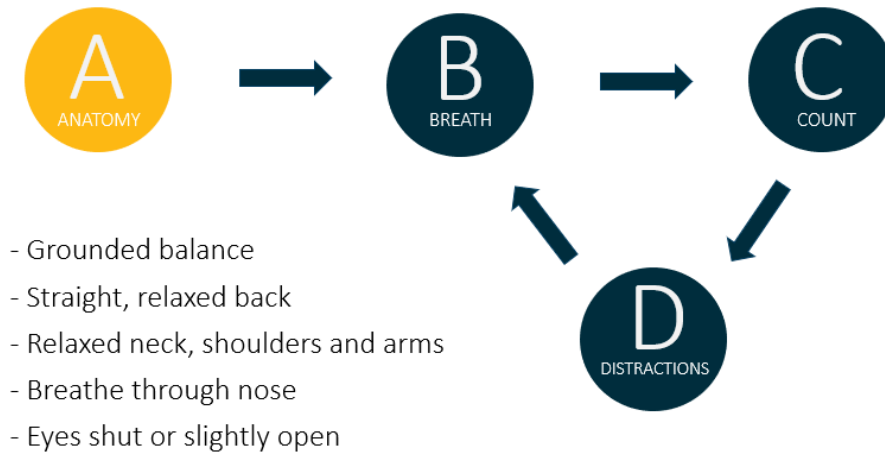 A
ANATOMY
B
BREATH
C
COUNT
D
DISTRACTIONS
- Grounded balance
- Straight, relaxed back
- Relaxed neck, shoulders and arms
- Breathe through nose
- Eyes shut or slightly open